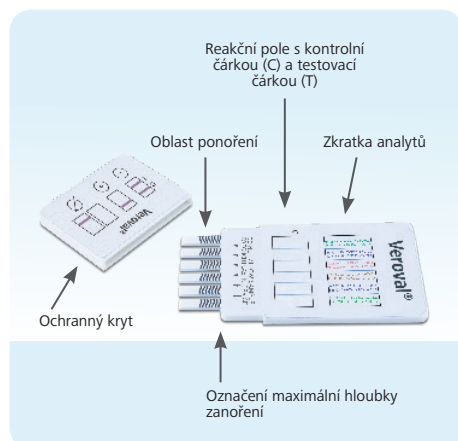 Reakční pole s kontrolní
čárkou (C) a testovací
čárkou (T)
Oblast ponoření
Zkratka analytů
Veroval
Veroval®
Ochranný kryt
Označení maximální hloubky
zanoření